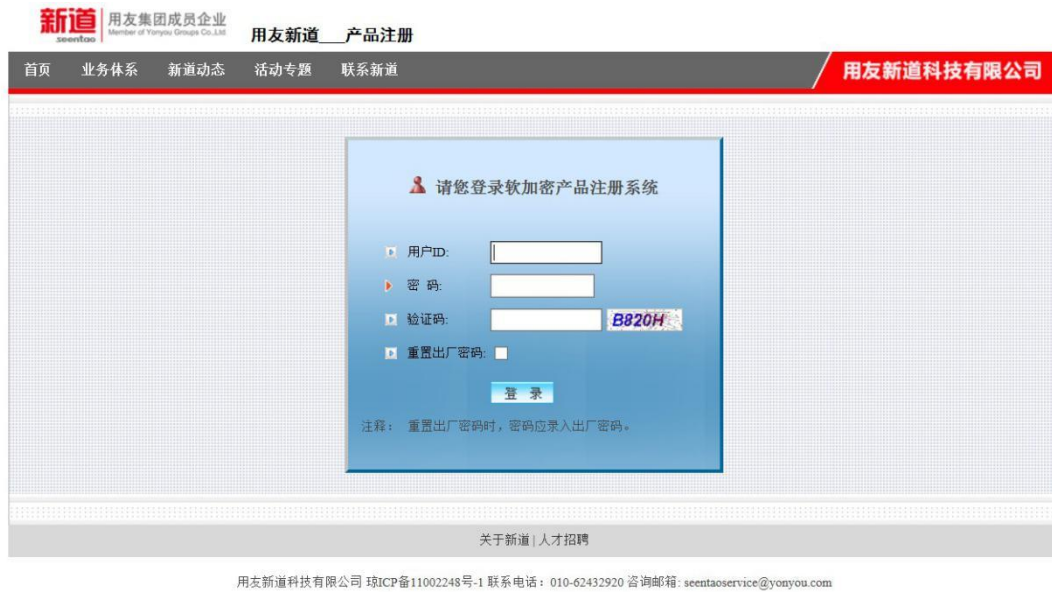 新道 用友集团成员企业
seentao Member of Yonyou Groups Co.,Ltd
用友新道___产品注册
首页 业务体系 新道动态 活动专题 联系新道 用友新道科技有限公司
请您登录软加密产品注册系统
用户ID:
密 码:
验证码: B820H
重置出厂密码:
登 录
注释： 重置出厂密码时，密码应录入出厂密码。
关于新道 | 人才招聘
用友新道科技有限公司 琼ICP备11002248号-1 联系电话：010-62432920 咨询邮箱: seentaoservice@yonyou.com